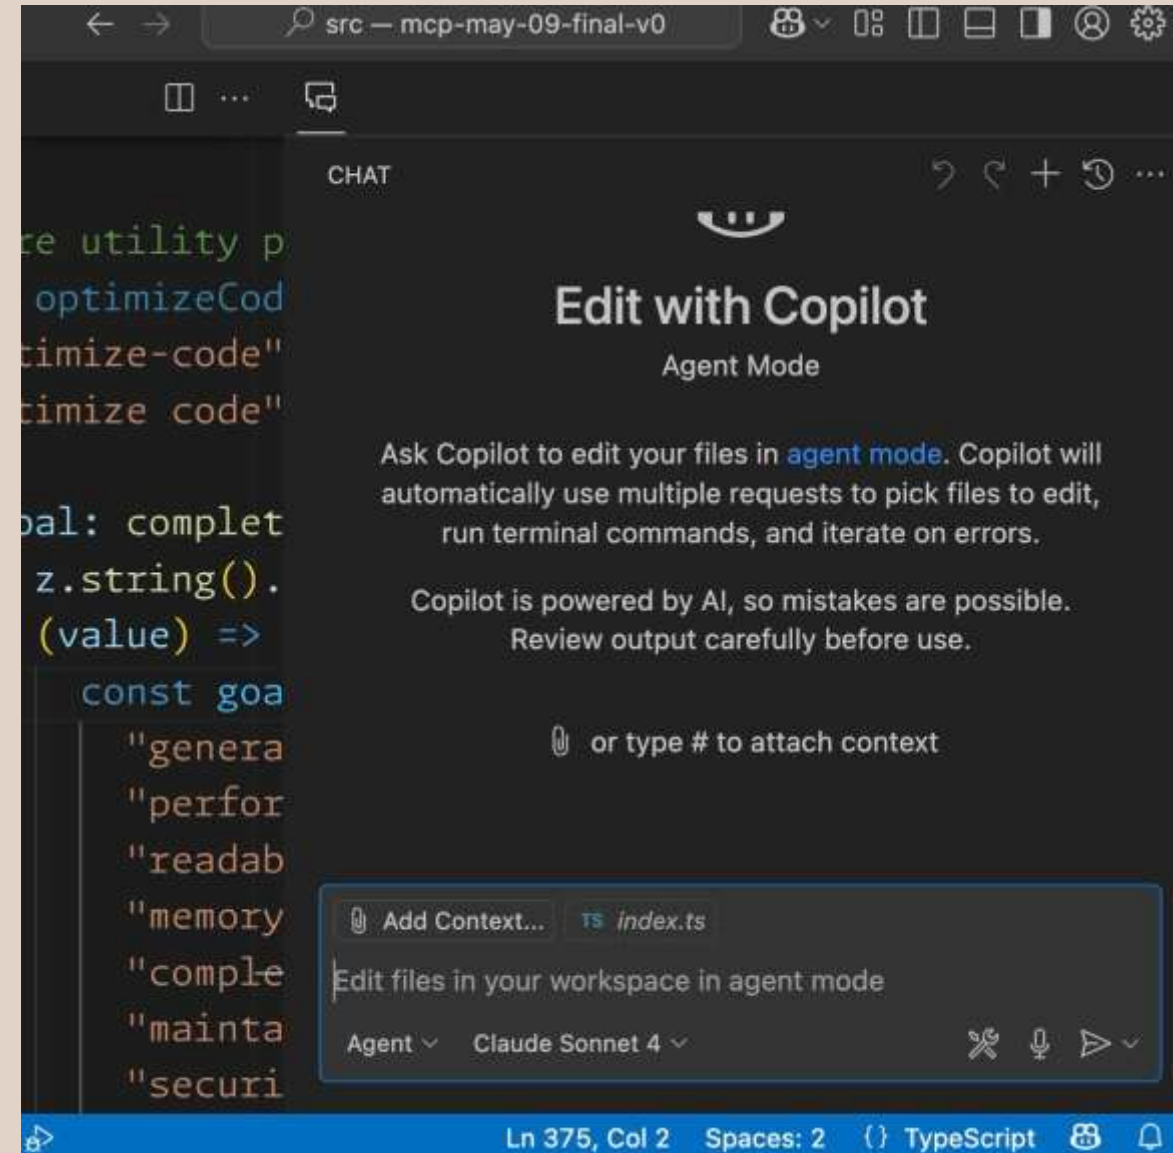 src — mcp-may-09-final-v0
CHAT
re utility p
optimizeCod
timize-code"
timize code"
oal: complet
z.string().
(value) =>
const goa
"genera
"perfor
"readab
"memory
"comple
"mainta
"securi
Edit with Copilot
Agent Mode
Ask Copilot to edit your files in agent mode. Copilot will
automatically use multiple requests to pick files to edit,
run terminal commands, and iterate on errors.
Copilot is powered by AI, so mistakes are possible.
Review output carefully before use.
or type # to attach context
Add Context... TS index.ts
Edit files in your workspace in agent mode
Agent Claude Sonnet 4
Ln 375, Col 2 Spaces: 2 {} TypeScript